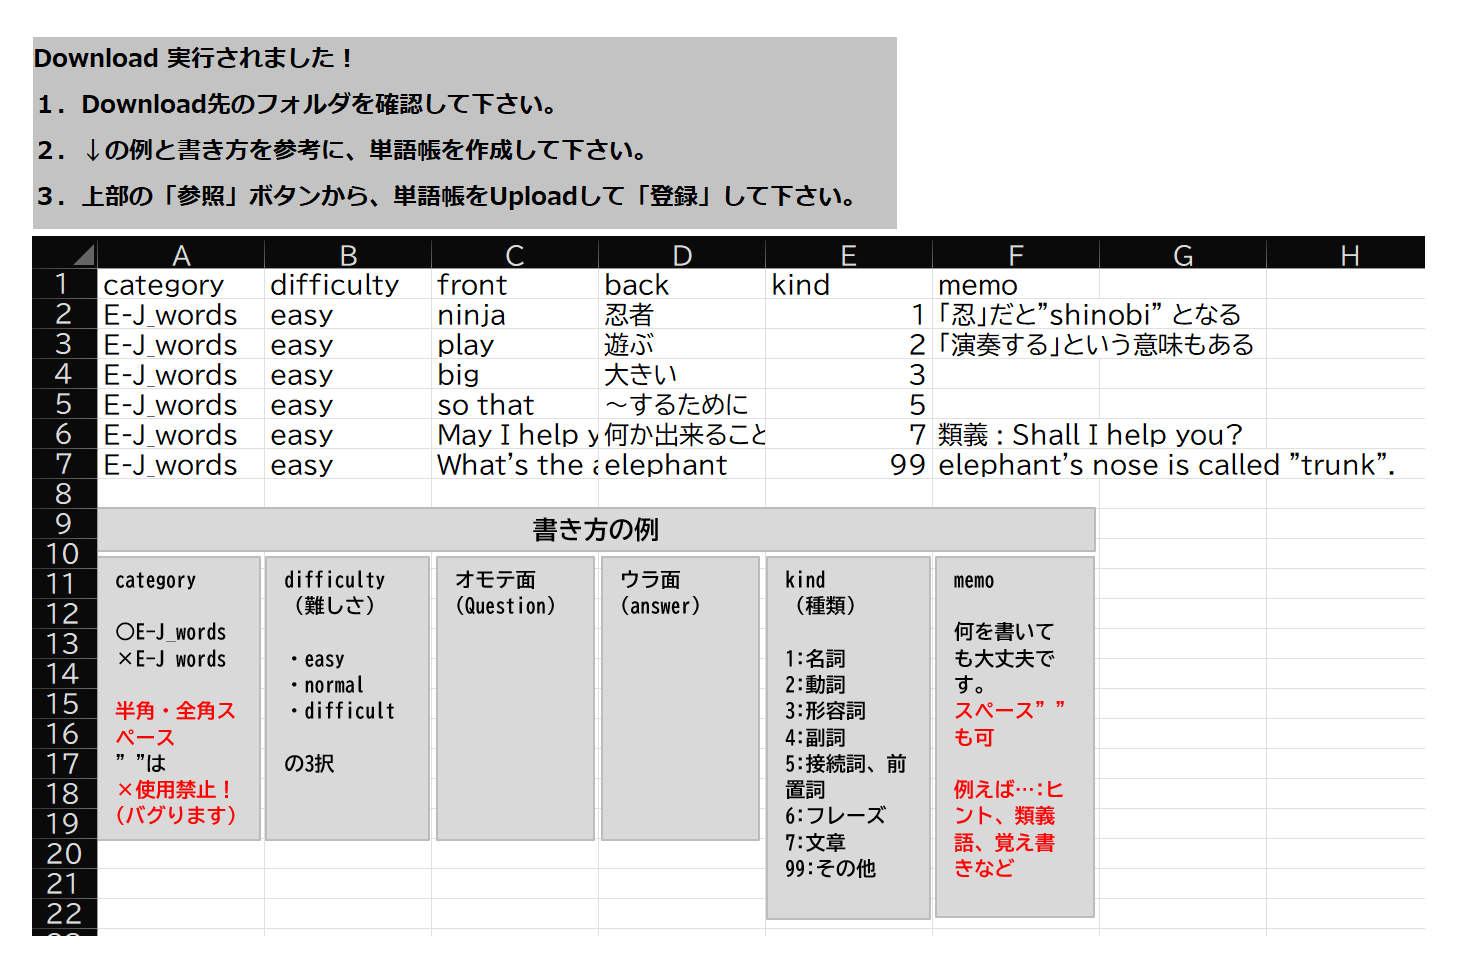 Download 実行されました！
１．Download先のフォルダを確認して下さい。
２．↓の例と書き方を参考に、単語帳を作成して下さい。
３．上部の「参照」ボタンから、単語帳をUploadして「登録」して下さい。
A B C D E F G H
1 category difficulty front back kind memo
2 E-J_words easy ninja 忍者 1 「忍」だと”shinobi” となる
3 E-J_words easy play 遊ぶ 2 「演奏する」という意味もある
4 E-J_words easy big 大きい 3
5 E-J_words easy so that ～するために 5
6 E-J_words easy May I help y 何か出来ること 7 類義 : Shall I help you?
7 E-J_words easy What’s the a elephant 99 elephant’s nose is called ”trunk”.
8
9
10
11
12
13
14
15
16
17
18
19
20
21
22
書き方の例
category
〇E-J_words
×E-J words
半角・全角ス
ペース
” ”は
×使用禁止！
（バグります）
difficulty
（難しさ）
・easy
・normal
・difficult
の3択
オモテ面
（Question）
ウラ面
（answer）
kind
（種類）
1:名詞
2:動詞
3:形容詞
4:副詞
5:接続詞、前
置詞
6:フレーズ
7:文章
99:その他
memo
何を書いて
も大丈夫で
す。
スペース” ”
も可
例えば…:ヒ
ント、類義
語、覚え書
きなど